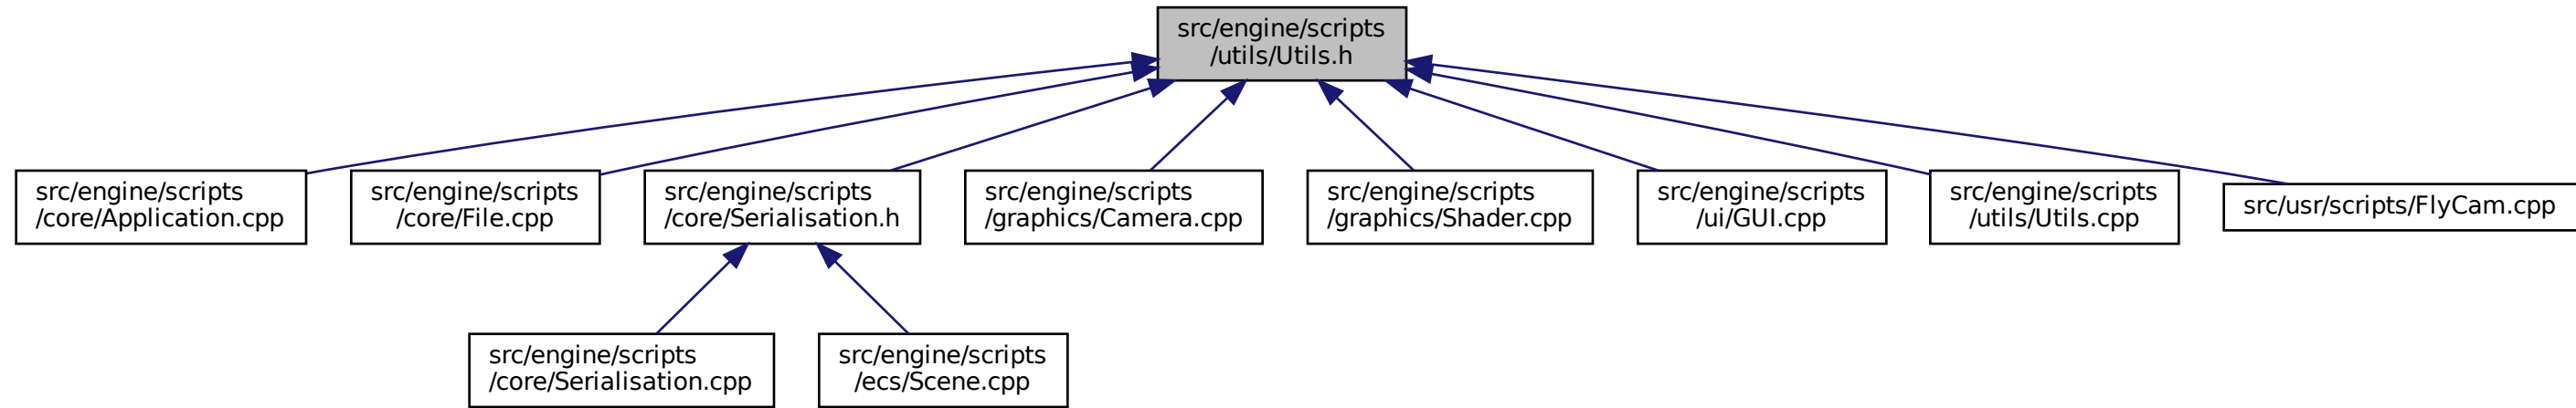 src/engine/scripts
/utils/Utils.h
src/engine/scripts
/core/Application.cpp
src/engine/scripts
/core/File.cpp
src/engine/scripts
/core/Serialisation.h
src/engine/scripts
/graphics/Camera.cpp
src/engine/scripts
/graphics/Shader.cpp
src/engine/scripts
/ui/GUI.cpp
src/engine/scripts
/utils/Utils.cpp
src/usr/scripts/FlyCam.cpp
src/engine/scripts
/core/Serialisation.cpp
src/engine/scripts
/ecs/Scene.cpp